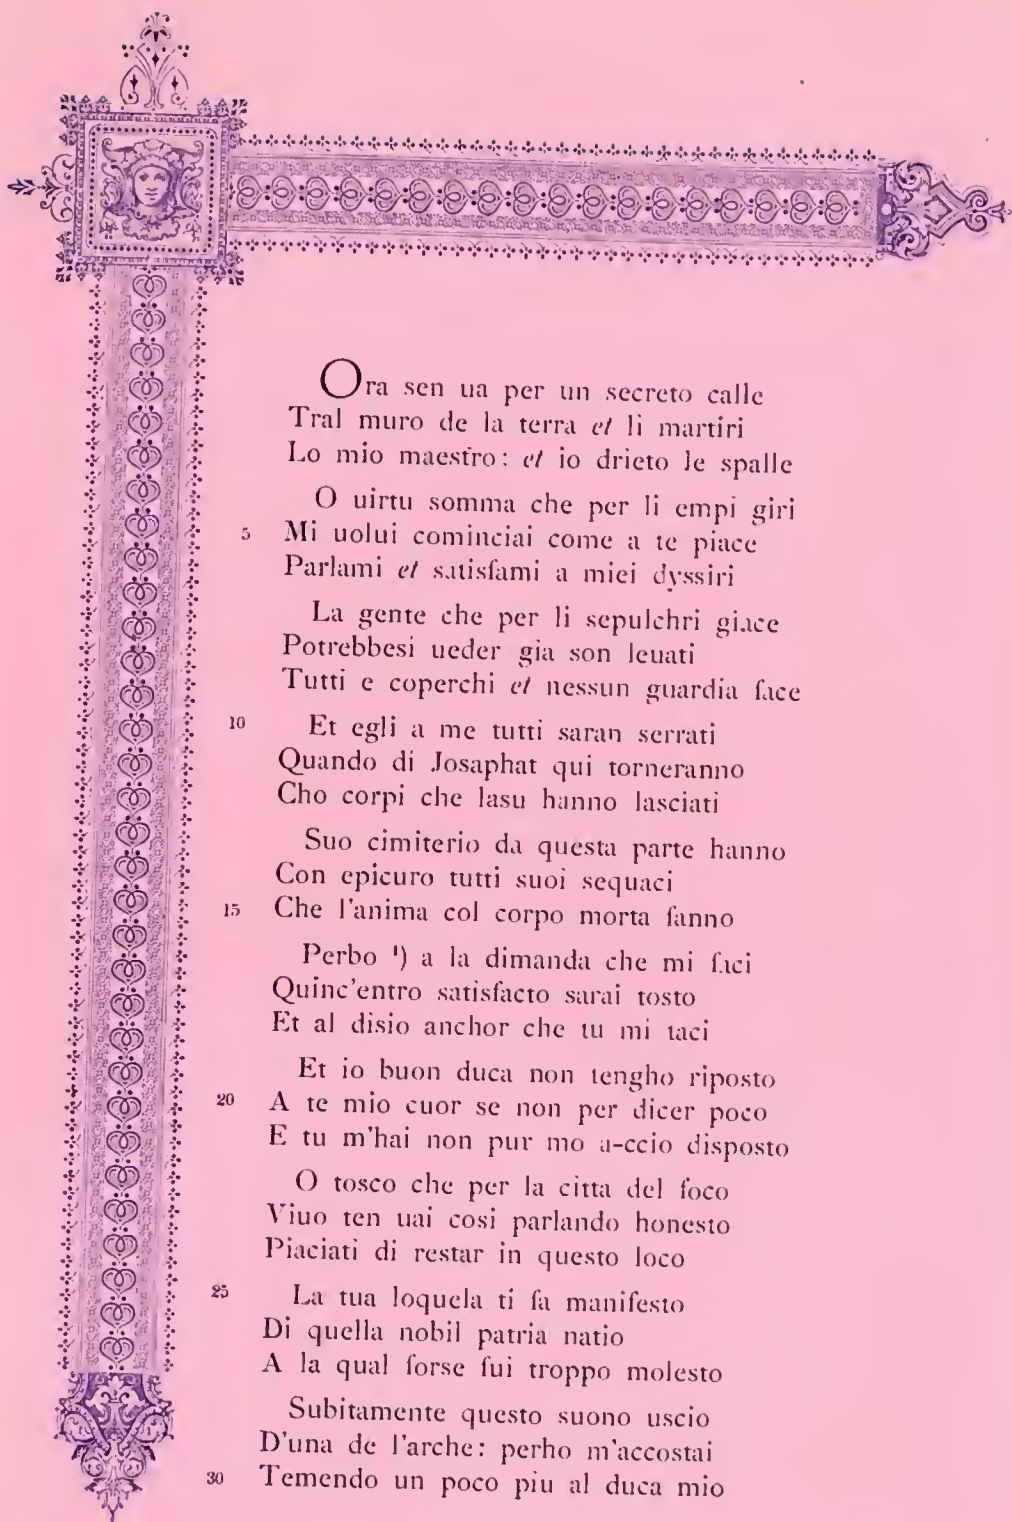 Ora sen ua per un secreto calle
Tral muro de la terra et li martiri
Lo mio maestro: et io drieto le spalle
O uirtu somma che per li empi giri
5 Mi uolui cominciai come a te piace
Parlami et satisfami a miei dyssiri
La gente che per li sepulchri giace
Potrebbesi ueder gia son leuati
Tutti e coperchi et nessun guardia face
10 Et egli a me tutti saran serrati
Quando di Josaphat qui torneranno
Cho corpi che lasu hanno lasciati
Suo cimiterio da questa parte hanno
Con epicuro tutti suoi sequaci
15 Che l'anima col corpo morta fanno
Perbo ¹) a la dimanda che mi faci
Quinc'entro satisfacto sarai tosto
Et al disio anchor che tu mi taci
Et io buon duca non tengho riposto
20 A te mio cuor se non per dicer poco
E tu m'hai non pur mo a-ccio disposto
O tosco che per la citta del foco
Viuo ten uai cosi parlando honesto
Piaciati di restar in questo loco
25 La tua loquela ti fa manifesto
Di quella nobil patria natio
A la qual forse fui troppo molesto
Subitamente questo suono uscio
D'una de l'arche: perho m'accostai
30 Temendo un poco piu al duca mio